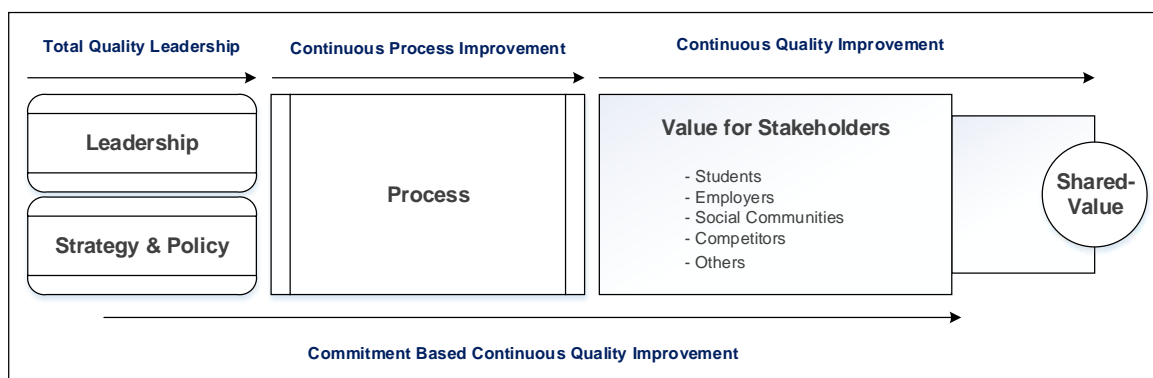 Total Quality Leadership
Continuous Process Improvement
Continuous Quality Improvement
Leadership
Strategy & Policy
Process
Value for Stakeholders
- Students
- Employers
- Social Communities
- Competitors
- Others
Shared-
Value
Commitment Based Continuous Quality Improvement